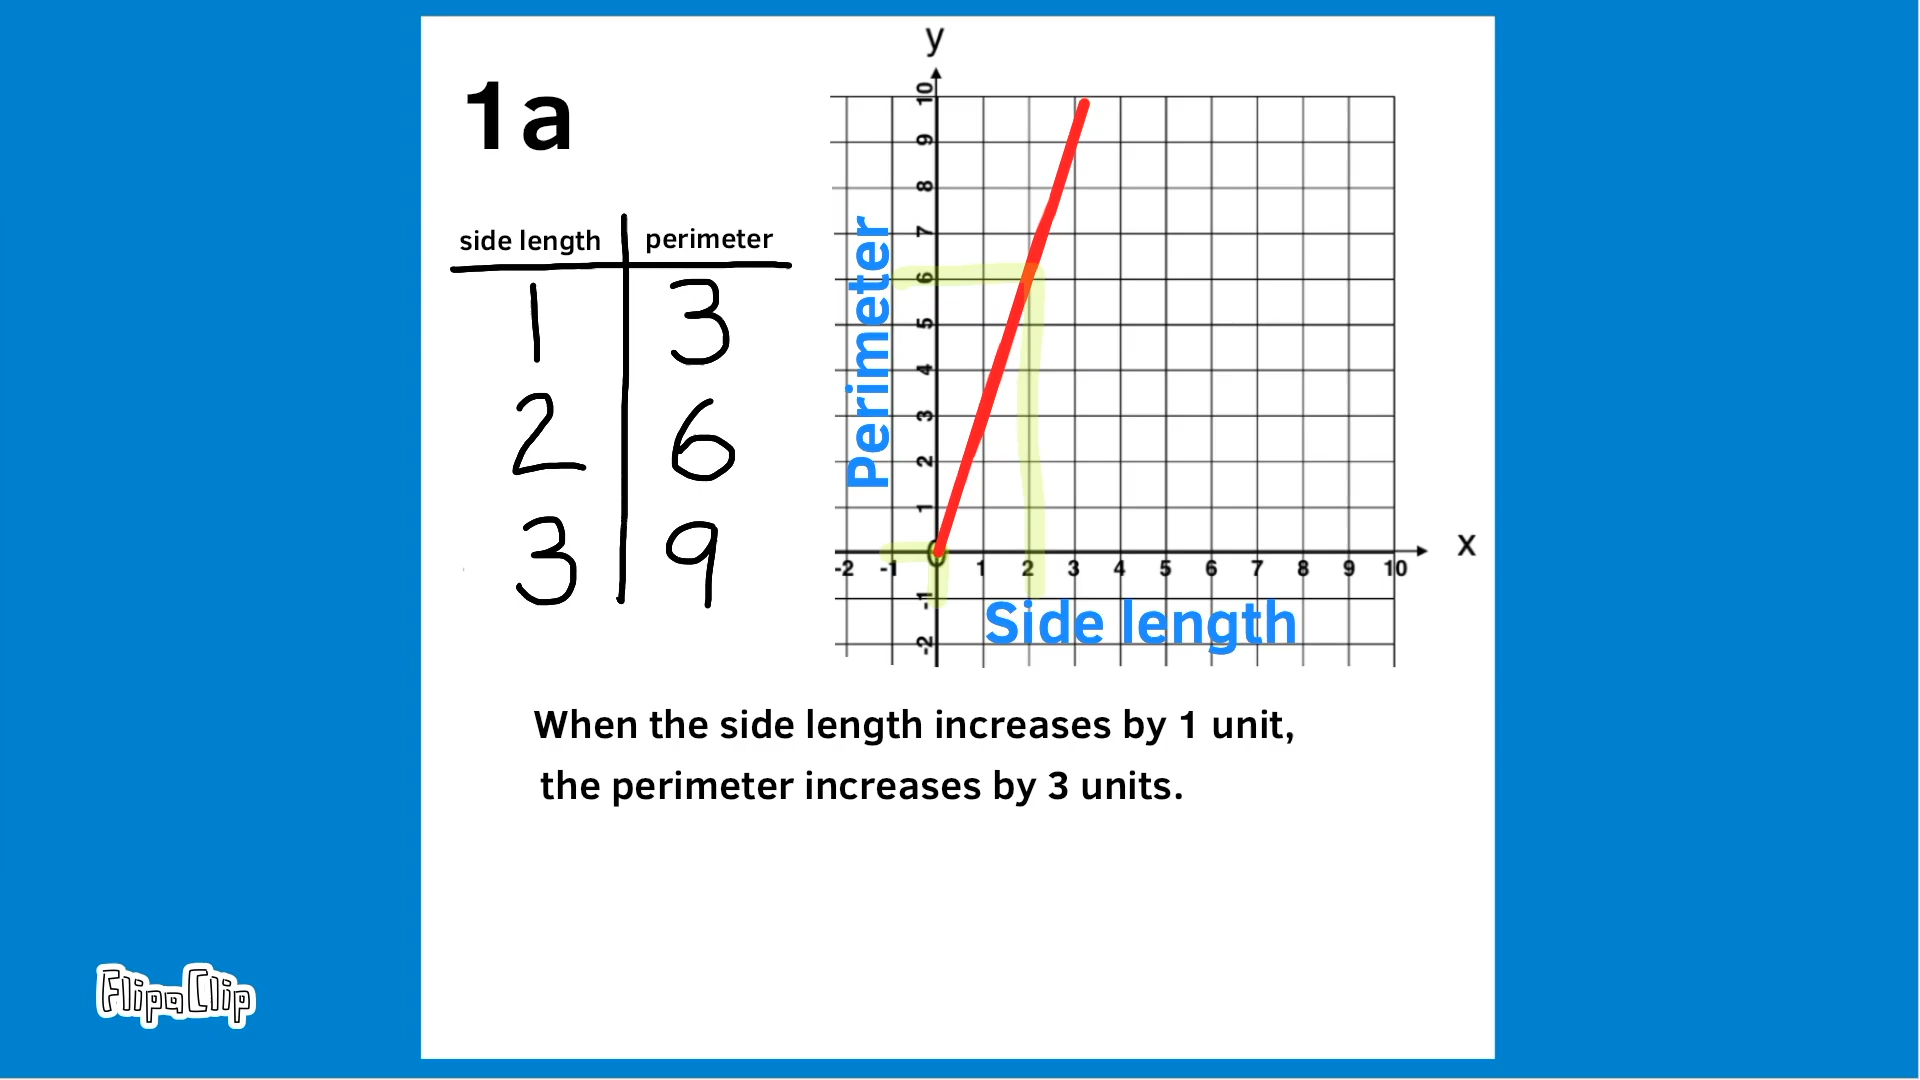 1a
side length perimeter
1 3
2 6
3 9
y
10
9
8
7
6
5
4
3
2
1
-2 -1 0 1 2 3 4 5 6 7 8 9 10
x
-1
-2
Perimeter
Side length
When the side length increases by 1 unit,
the perimeter increases by 3 units.
FlipaClip